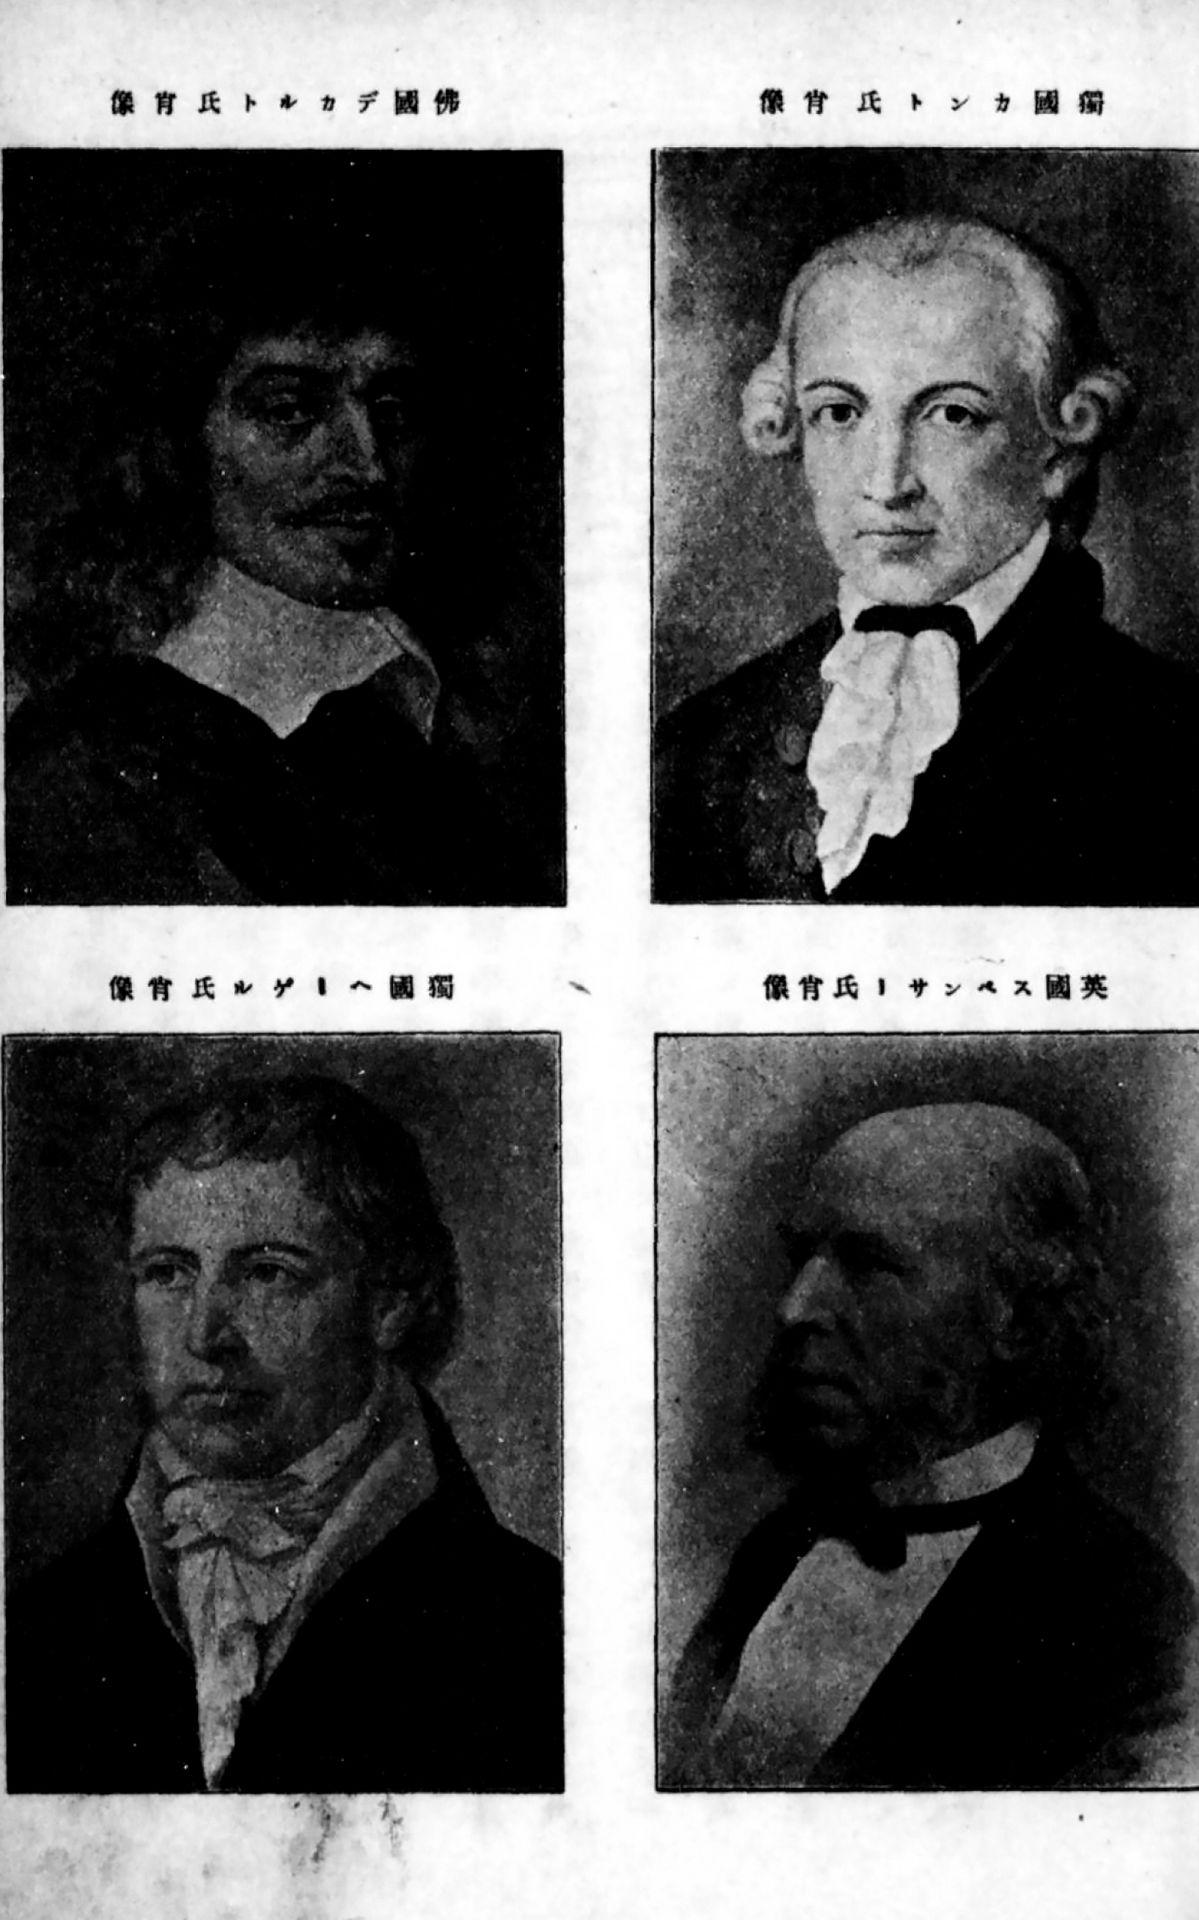 獨國カント氏肖像
佛國デカルト氏肖像
英國スペンサー氏肖像
獨國ヘーゲル氏肖像